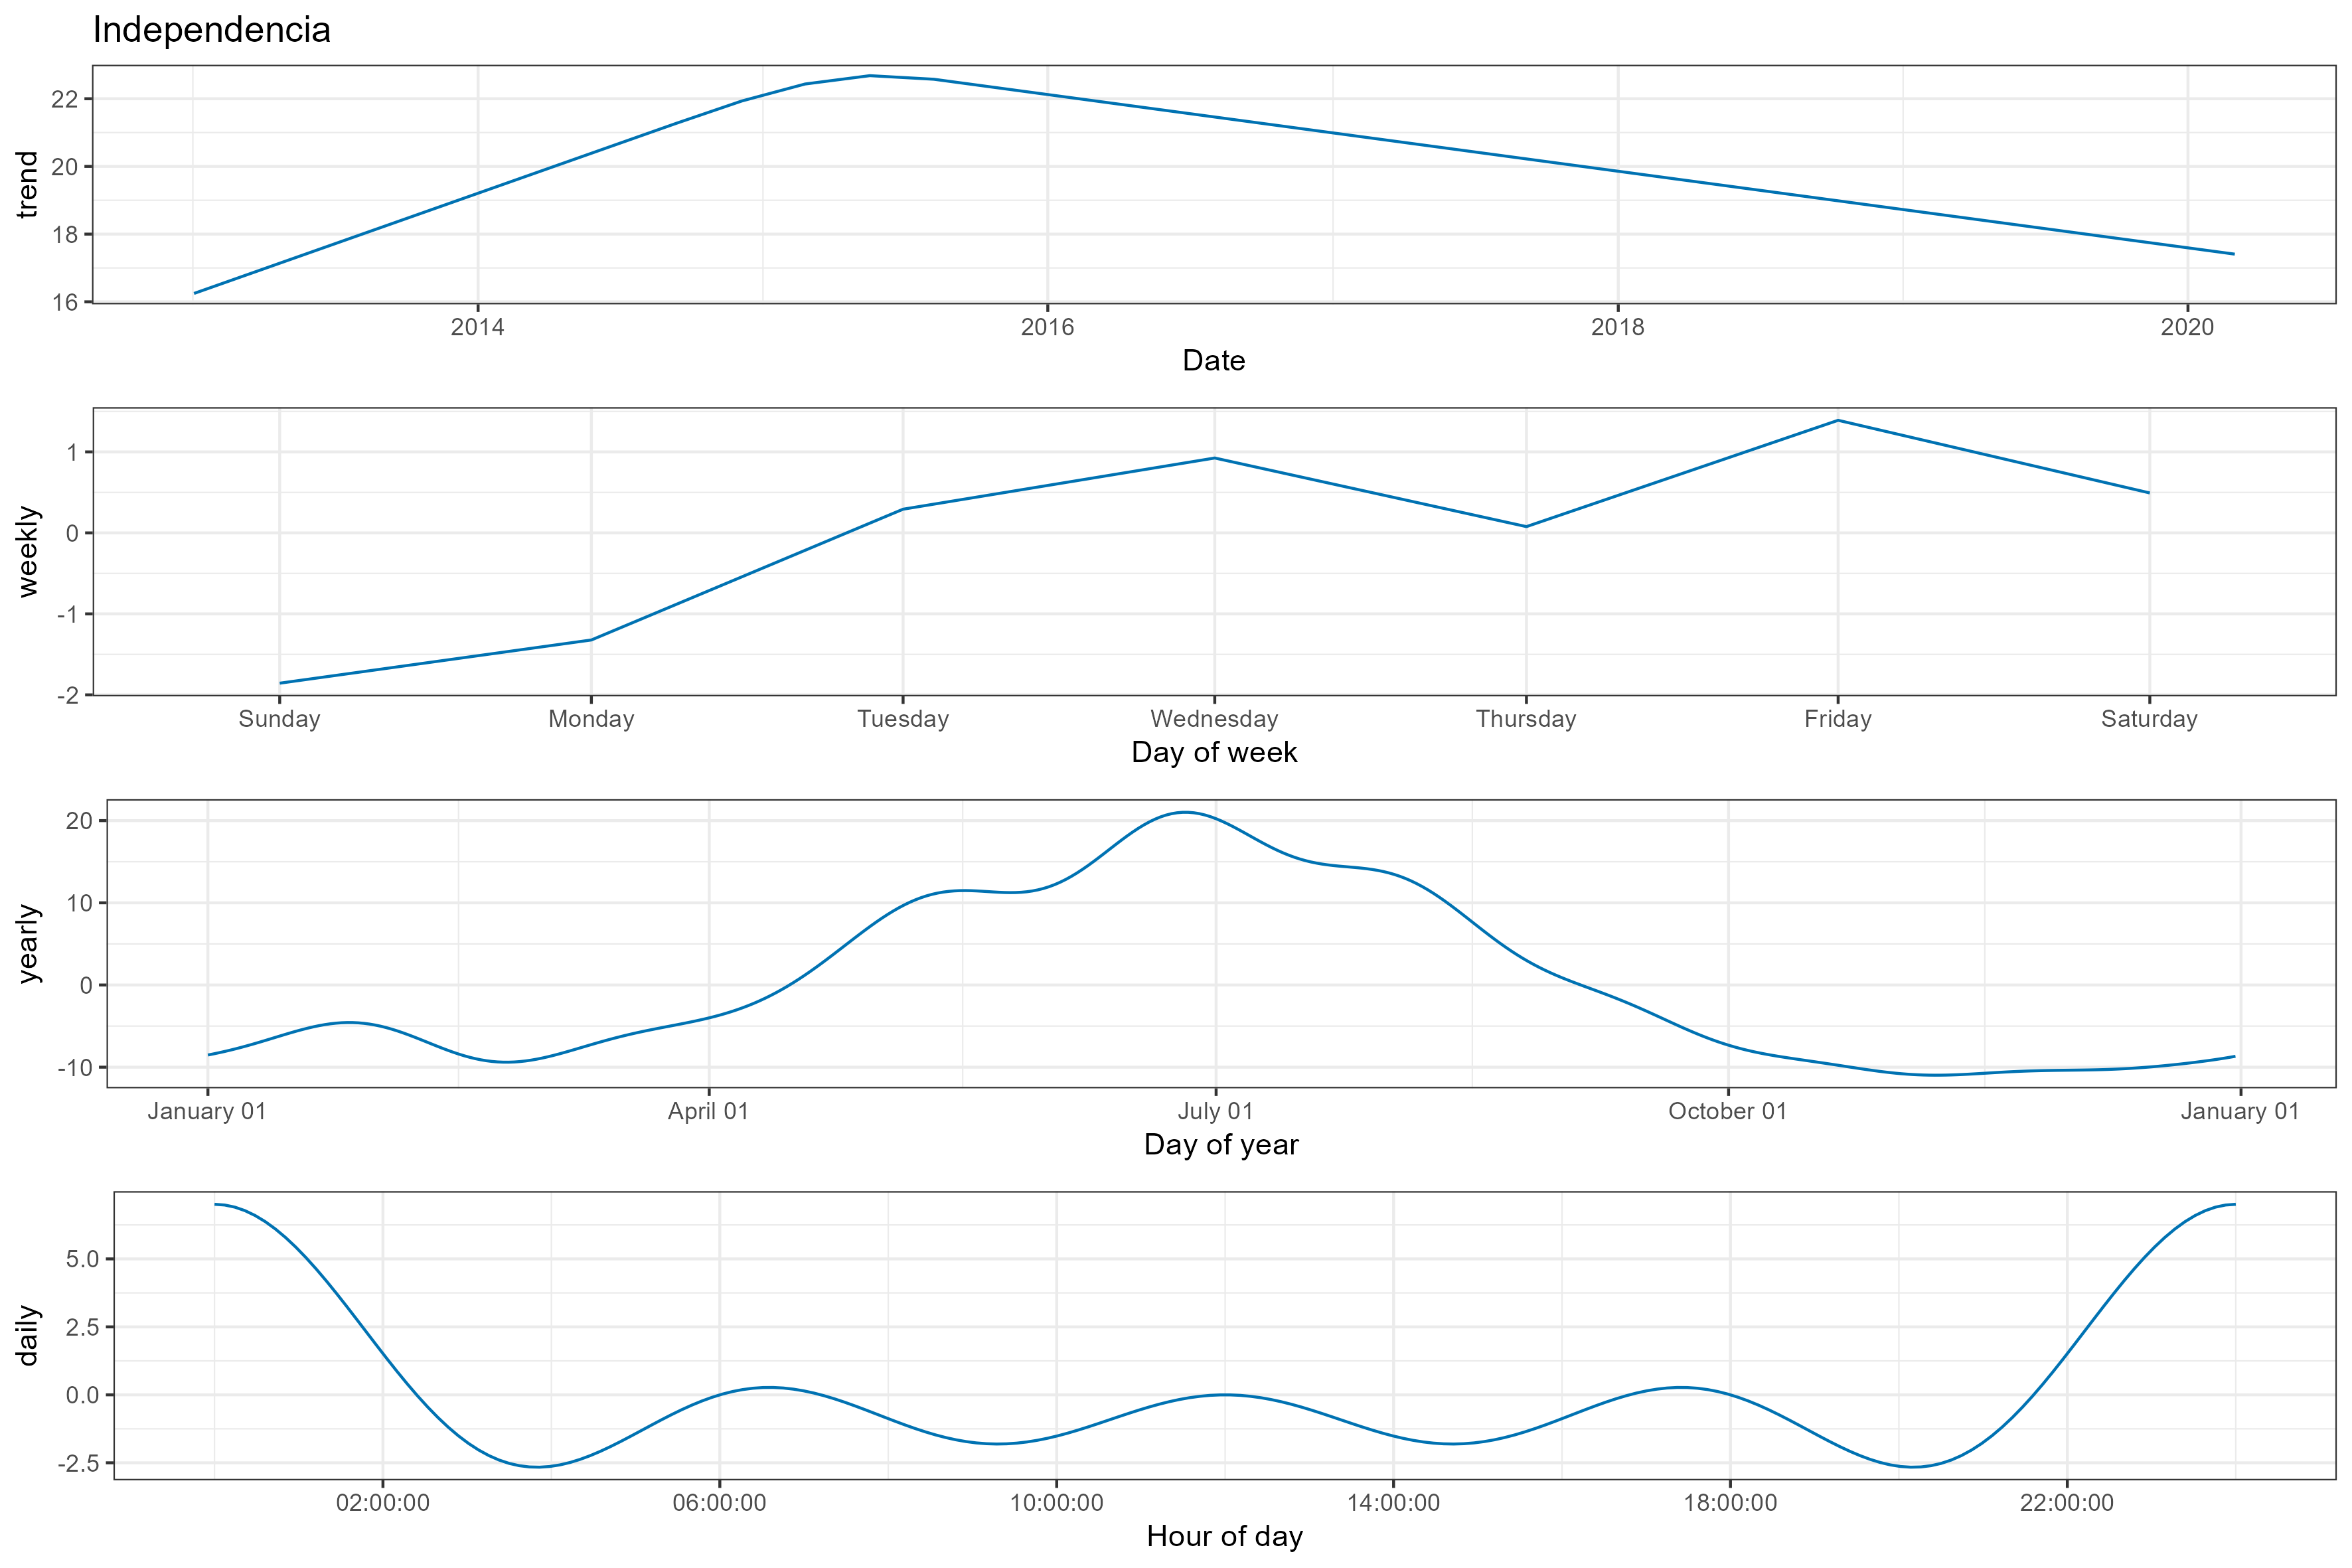 Independencia
trend
22
20
18
16
2014 2016 2018 2020
Date
weekly
1
0
-1
-2
Sunday Monday Tuesday Wednesday Thursday Friday Saturday
Day of week
yearly
20
10
0
-10
January 01 April 01 July 01 October 01 January 01
Day of year
daily
5.0
2.5
0.0
-2.5
02:00:00 06:00:00 10:00:00 14:00:00 18:00:00 22:00:00
Hour of day